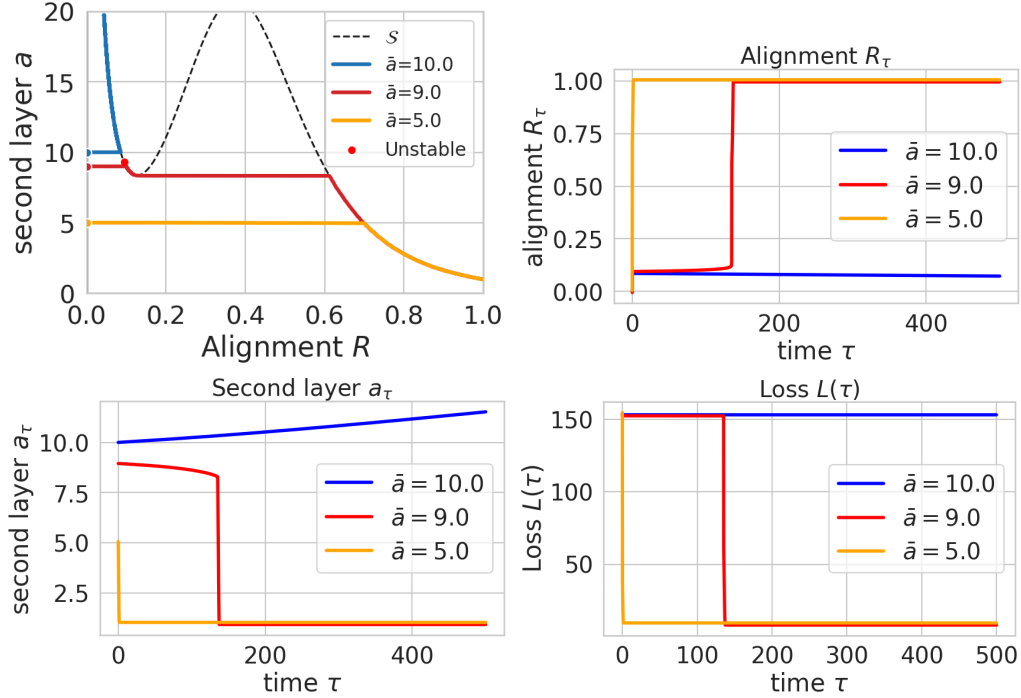 second layer a
20
15
10
5
0
0.0 0.2 0.4 0.6 0.8 1.0
Alignment R
S
ā=10.0
ā=9.0
ā=5.0
Unstable
Alignment Rτ
alignment Rτ
1.00
0.75
0.50
0.25
0.00
0 200 400
time τ
ā = 10.0
ā = 9.0
ā = 5.0
Second layer aτ
second layer aτ
10.0
7.5
5.0
2.5
0 200 400
time τ
ā = 10.0
ā = 9.0
ā = 5.0
Loss L(τ)
Loss L(τ)
150
100
50
0 100 200 300 400 500
time τ
ā = 10.0
ā = 9.0
ā = 5.0